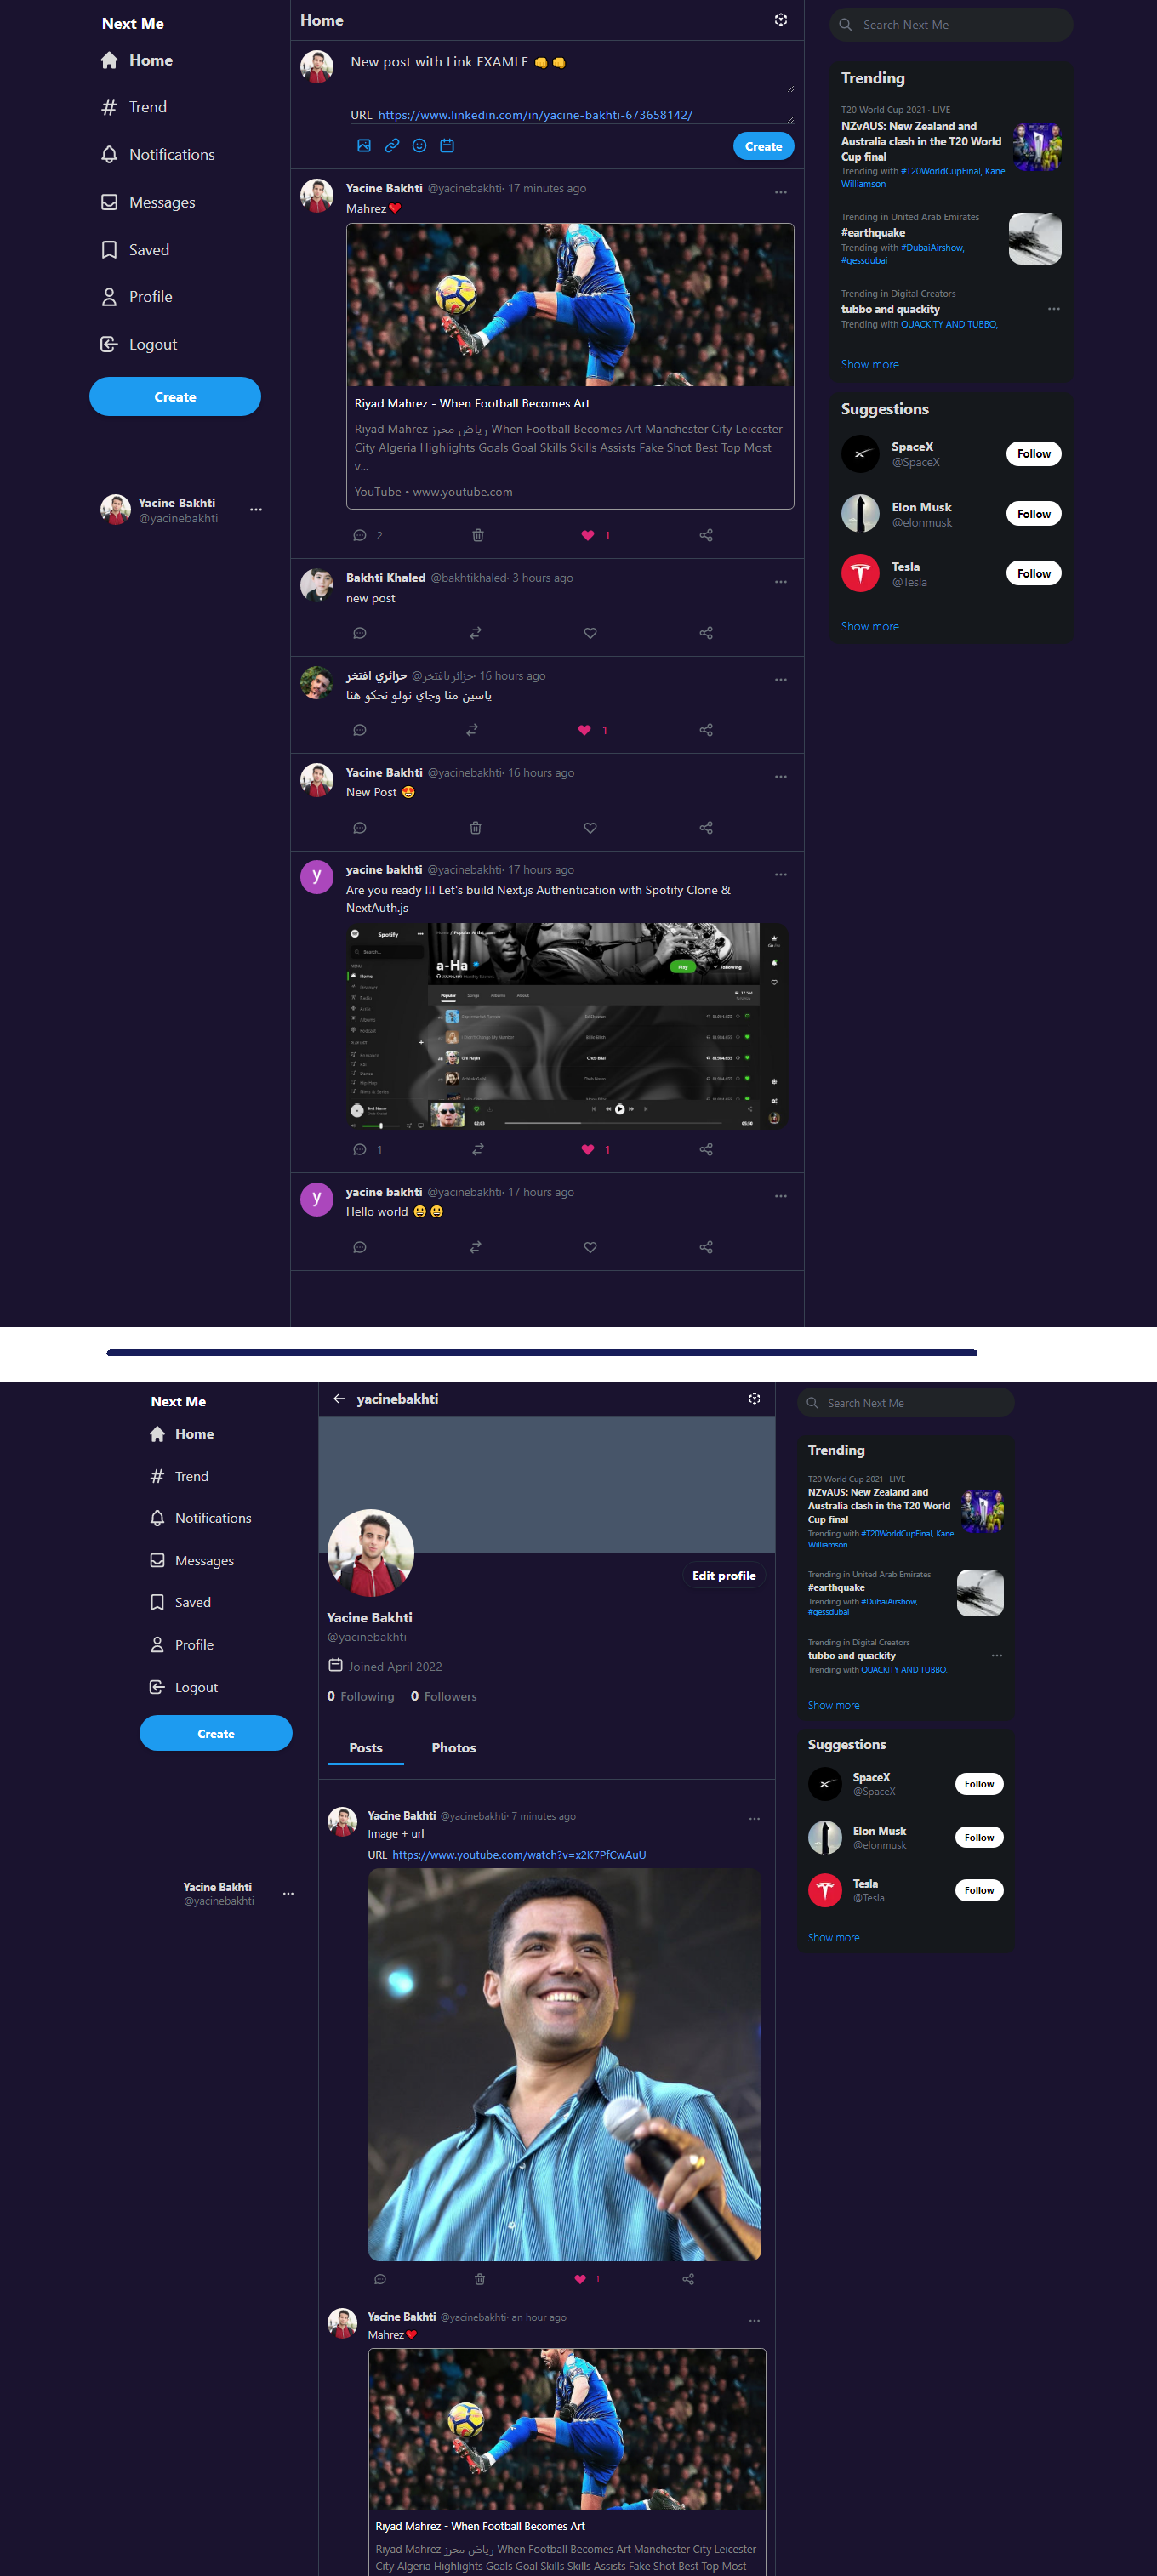 Next Me
Home
Trend
Notifications
Messages
Saved
Profile
Logout
Create
Yacine Bakhti
@yacinebakhti
Home
New post with Link EXAMLE 👊👊
URL https://www.linkedin.com/in/yacine-bakhti-673658142/
Create
Yacine Bakhti @yacinebakhti· 17 minutes ago
Mahrez❤️
Riyad Mahrez - When Football Becomes Art
Riyad Mahrez رياض محرز When Football Becomes Art Manchester City Leicester
City Algeria Highlights Goals Goal Skills Skills Assists Fake Shot Best Top Most
v...
YouTube • www.youtube.com
2
1
Bakhti Khaled @bakhtikhaled· 3 hours ago
new post
جزائري افتخر @جزائريافتخر· 16 hours ago
ياسين منا وجاي نولو نحكو هنا
1
Yacine Bakhti @yacinebakhti· 16 hours ago
New Post 🤩
y
yacine bakhti @yacinebakhti· 17 hours ago
Are you ready !!! Let's build Next.js Authentication with Spotify Clone &
NextAuth.js
Spotify
Search...
Home / Popular Artist
a-Ha
Play
Following
Popular
Songs
Albums
About
Home
1
1
y
yacine bakhti @yacinebakhti· 17 hours ago
Hello world 😃😃
Search Next Me
Trending
T20 World Cup 2021 · LIVE
NZvAUS: New Zealand and
Australia clash in the T20 World
Cup final
Trending with #T20WorldCupFinal, Kane
Williamson
Trending in United Arab Emirates
#earthquake
Trending with #DubaiAirshow,
#gessdubai
Trending in Digital Creators
tubbo and quackity
Trending with QUACKITY AND TUBBO,
Show more
Suggestions
SpaceX
@SpaceX
Follow
Elon Musk
@elonmusk
Follow
Tesla
@Tesla
Follow
Show more
Next Me
Home
Trend
Notifications
Messages
Saved
Profile
Logout
Create
Yacine Bakhti
@yacinebakhti
yacinebakhti
Edit profile
Yacine Bakhti
@yacinebakhti
Joined April 2022
0 Following 0 Followers
Posts Photos
Yacine Bakhti @yacinebakhti· 7 minutes ago
Image + url
URL https://www.youtube.com/watch?v=x2K7PfCwAuU
1
Yacine Bakhti @yacinebakhti· an hour ago
Mahrez❤️
Riyad Mahrez - When Football Becomes Art
Riyad Mahrez رياض محرز When Football Becomes Art Manchester City Leicester
City Algeria Highlights Goals Goal Skills Skills Assists Fake Shot Best Top Most
Search Next Me
Trending
T20 World Cup 2021 · LIVE
NZvAUS: New Zealand and
Australia clash in the T20 World
Cup final
Trending with #T20WorldCupFinal, Kane
Williamson
Trending in United Arab Emirates
#earthquake
Trending with #DubaiAirshow,
#gessdubai
Trending in Digital Creators
tubbo and quackity
Trending with QUACKITY AND TUBBO,
Show more
Suggestions
SpaceX
@SpaceX
Follow
Elon Musk
@elonmusk
Follow
Tesla
@Tesla
Follow
Show more